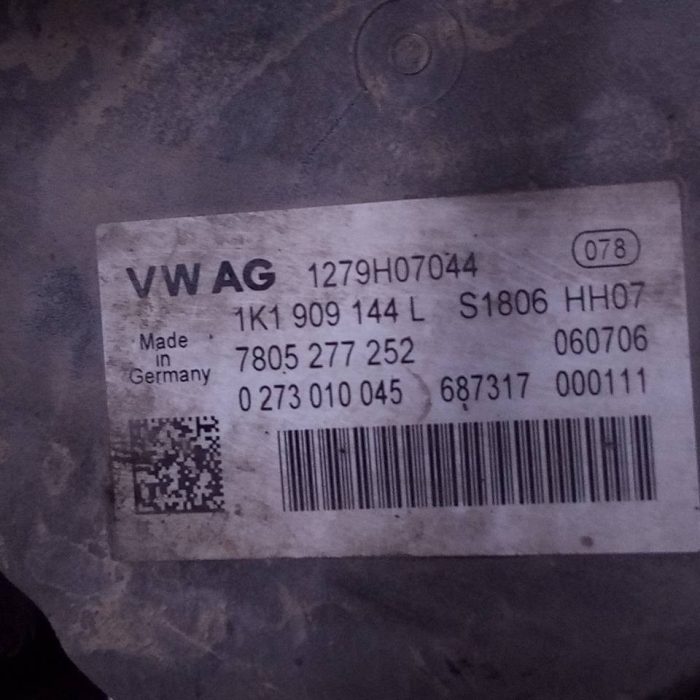 VW AG 1279H07044 078
1K1 909 144 L S1806 HH07
Made in Germany
7805 277 252 060706
0 273 010 045 687317 000111